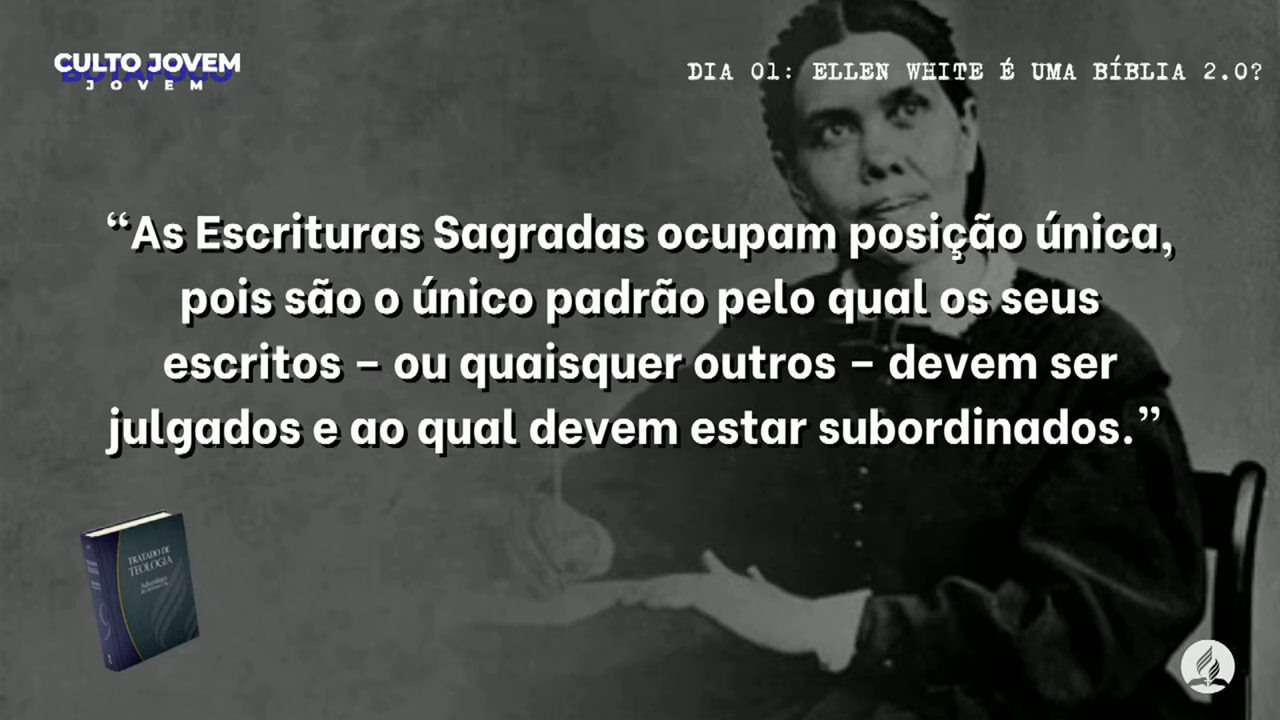 CULTO JOVEM
BOTAFOGO
JOVEM
DIA 01: ELLEN WHITE É UMA BÍBLIA 2.0?
“As Escrituras Sagradas ocupam posição única,
pois são o único padrão pelo qual os seus
escritos – ou quaisquer outros – devem ser
julgados e ao qual devem estar subordinados.”
TRATADO DE
TEOLOGIA